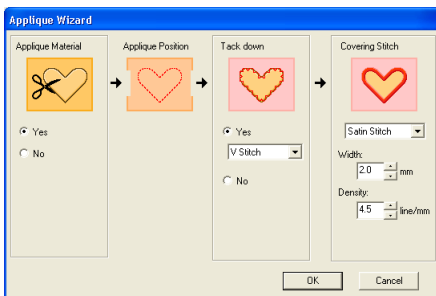 Applique Wizard
Applique Material
Applique Position
Tack down
Covering Stitch
Yes
No
Yes
V Stitch
No
Satin Stitch
Width:
2.0 mm
Density:
4.5 line/mm
OK
Cancel